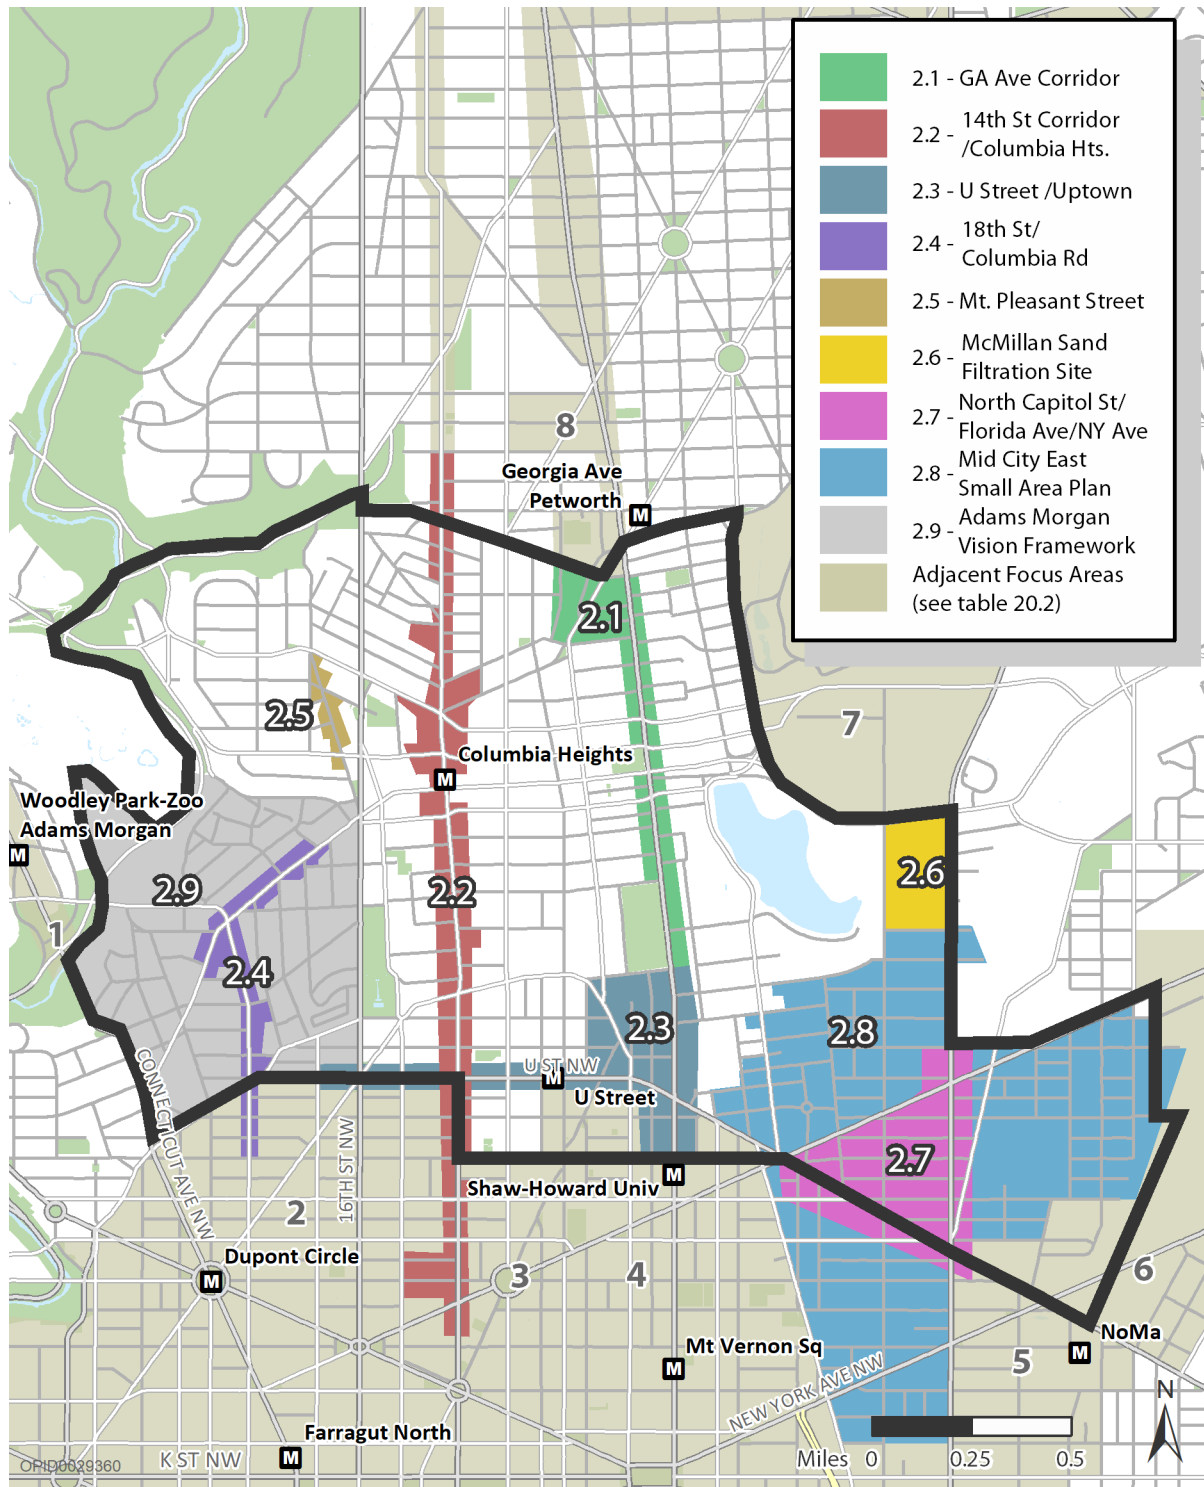 2.1 - GA Ave Corridor
2.2 - 14th St Corridor
/Columbia Hts.
2.3 - U Street /Uptown
2.4 - 18th St/
Columbia Rd
2.5 - Mt. Pleasant Street
2.6 - McMillan Sand
Filtration Site
2.7 - North Capitol St/
Florida Ave/NY Ave
2.8 - Mid City East
Small Area Plan
2.9 - Adams Morgan
Vision Framework
Adjacent Focus Areas
(see table 20.2)
8
Georgia Ave
Petworth
M
2.1
2.5
7
Columbia Heights
M
Woodley Park-Zoo
Adams Morgan
M
2.6
2.9
2.2
1
2.4
2.3
2.8
U ST NW
M
U Street
CONNECTICUT AVE NW
16TH ST NW
2.7
Shaw-Howard Univ
M
2
Dupont Circle
M
3
4
6
NoMa
M
Mt Vernon Sq
M
5
NEW YORK AVE NW
N
Farragut North
M
K ST NW
OPID0029360
Miles 0 0.25 0.5